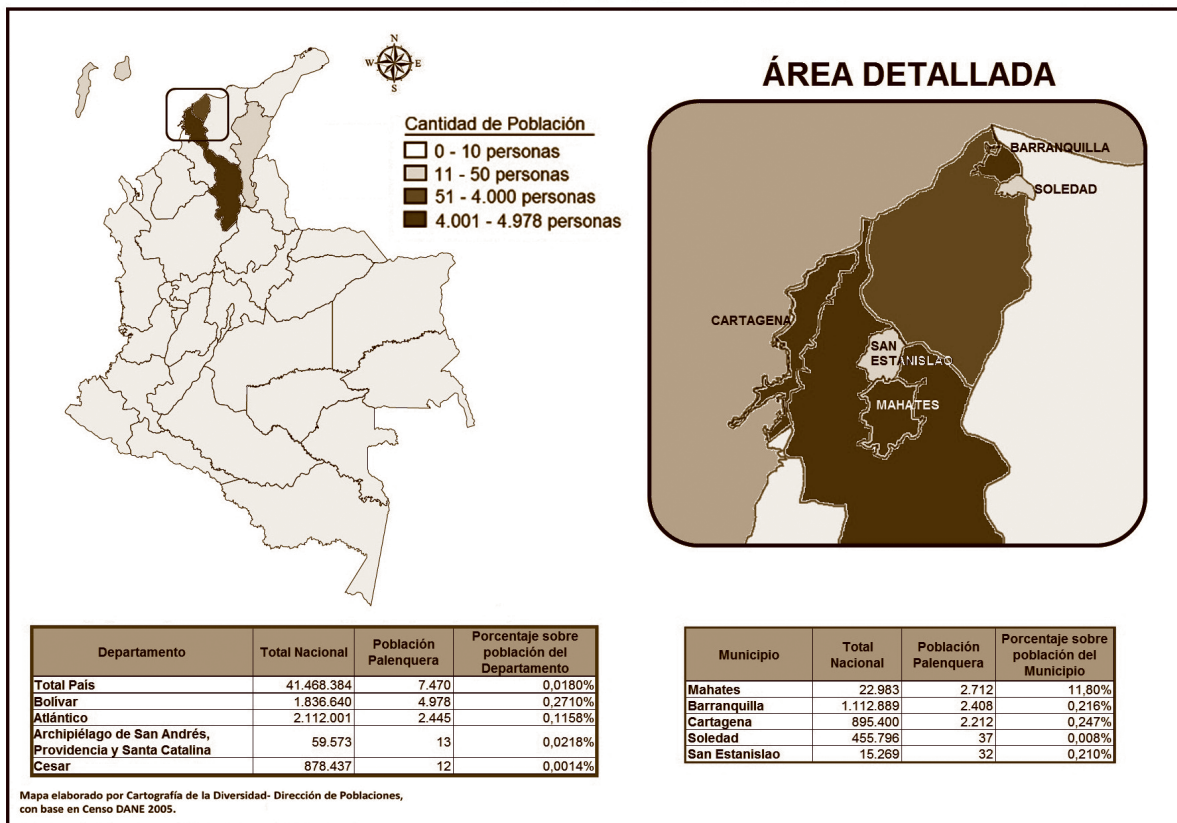 N
W E
S
Cantidad de Población
0 - 10 personas
11 - 50 personas
51 - 4.000 personas
4.001 - 4.978 personas
ÁREA DETALLADA
BARRANQUILLA
SOLEDAD
CARTAGENA
SAN
ESTANISLAO
MAHATES
Departamento Total Nacional Población Palenquera Porcentaje sobre población del Departamento
Total País 41.468.384 7.470 0,0180%
Bolívar 1.836.640 4.978 0,2710%
Atlántico 2.112.001 2.445 0,1158%
Archipiélago de San Andrés, Providencia y Santa Catalina 59.573 13 0,0218%
Cesar 878.437 12 0,0014%
Municipio Total Nacional Población Palenquera Porcentaje sobre población del Municipio
Mahates 22.983 2.712 11,80%
Barranquilla 1.112.889 2.408 0,216%
Cartagena 895.400 2.212 0,247%
Soledad 455.796 37 0,008%
San Estanislao 15.269 32 0,210%
Mapa elaborado por Cartografía de la Diversidad- Dirección de Poblaciones,
con base en Censo DANE 2005.